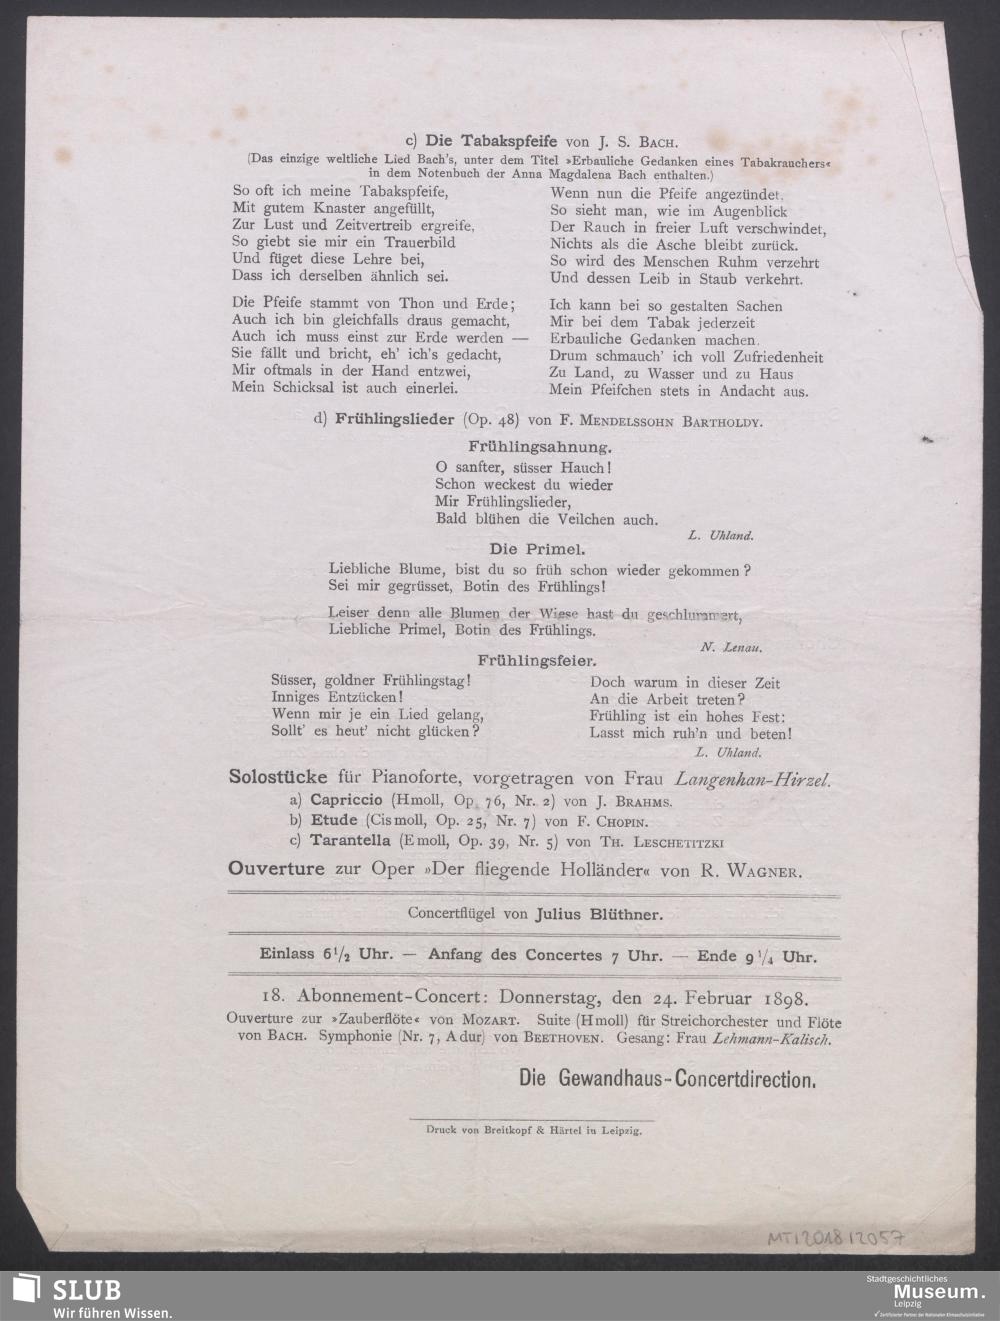 c) Die Tabakspfeife von J. S. Bach.
(Das einzige weltliche Lied Bach's, unter dem Titel »Erbauliche Gedanken eines Tabakrauchers«
in dem Notenbuch der Anna Magdalena Bach enthalten.)
So oft ich meine Tabakspfeife,
Mit gutem Knaster angefüllt,
Zur Lust und Zeitvertreib ergreife,
So giebt sie mir ein Trauerbild
Und füget diese Lehre bei,
Dass ich derselben ähnlich sei.
Die Pfeife stammt von Thon und Erde;
Auch ich bin gleichfalls draus gemacht,
Auch ich muss einst zur Erde werden —
Sie fällt und bricht, eh' ich's gedacht,
Mir oftmals in der Hand entzwei,
Mein Schicksal ist auch einerlei.
Wenn nun die Pfeife angezündet,
So sieht man, wie im Augenblick
Der Rauch in freier Luft verschwindet,
Nichts als die Asche bleibt zurück.
So wird des Menschen Ruhm verzehrt
Und dessen Leib in Staub verkehrt.
Ich kann bei so gestalten Sachen
Mir bei dem Tabak jederzeit
Erbauliche Gedanken machen.
Drum schmauch' ich voll Zufriedenheit
Zu Land, zu Wasser und zu Haus
Mein Pfeifchen stets in Andacht aus.
d) Frühlingslieder (Op. 48) von F. Mendelssohn Bartholdy.
Frühlingsahnung.
O sanfter, süsser Hauch!
Schon weckest du wieder
Mir Frühlingslieder,
Bald blühen die Veilchen auch.
L. Uhland.
Die Primel.
Liebliche Blume, bist du so früh schon wieder gekommen?
Sei mir gegrüsset, Botin des Frühlings!
Leiser denn alle Blumen der Wiese hast du geschlummert,
Liebliche Primel, Botin des Frühlings.
N. Lenau.
Frühlingsfeier.
Süsser, goldner Frühlingstag!
Inniges Entzücken!
Wenn mir je ein Lied gelang,
Sollt' es heut' nicht glücken?
Doch warum in dieser Zeit
An die Arbeit treten?
Frühling ist ein hohes Fest:
Lasst mich ruh'n und beten!
L. Uhland.
Solostücke für Pianoforte, vorgetragen von Frau Langenhan-Hirzel.
a) Capriccio (Hmoll, Op. 76, Nr. 2) von J. Brahms.
b) Etude (Cismoll, Op. 25, Nr. 7) von F. Chopin.
c) Tarantella (Emoll, Op. 39, Nr. 5) von Th. Leschetitzki
Ouverture zur Oper »Der fliegende Holländer« von R. Wagner.
Concertflügel von Julius Blüthner.
Einlass 6½ Uhr. — Anfang des Concertes 7 Uhr. — Ende 9¼ Uhr.
18. Abonnement-Concert: Donnerstag, den 24. Februar 1898.
Ouverture zur »Zauberflöte« von Mozart. Suite (Hmoll) für Streichorchester und Flöte
von Bach. Symphonie (Nr. 7, Adur) von Beethoven. Gesang: Frau Lehmann-Kalisch.
Die Gewandhaus-Concertdirection.
Druck von Breitkopf & Härtel in Leipzig.
MT/2018/2057
SLUB
Wir führen Wissen.
Stadtgeschichtliches
Museum.
Leipzig
Zertifizierter Partner der Nationalen Klimaschutzinitiative